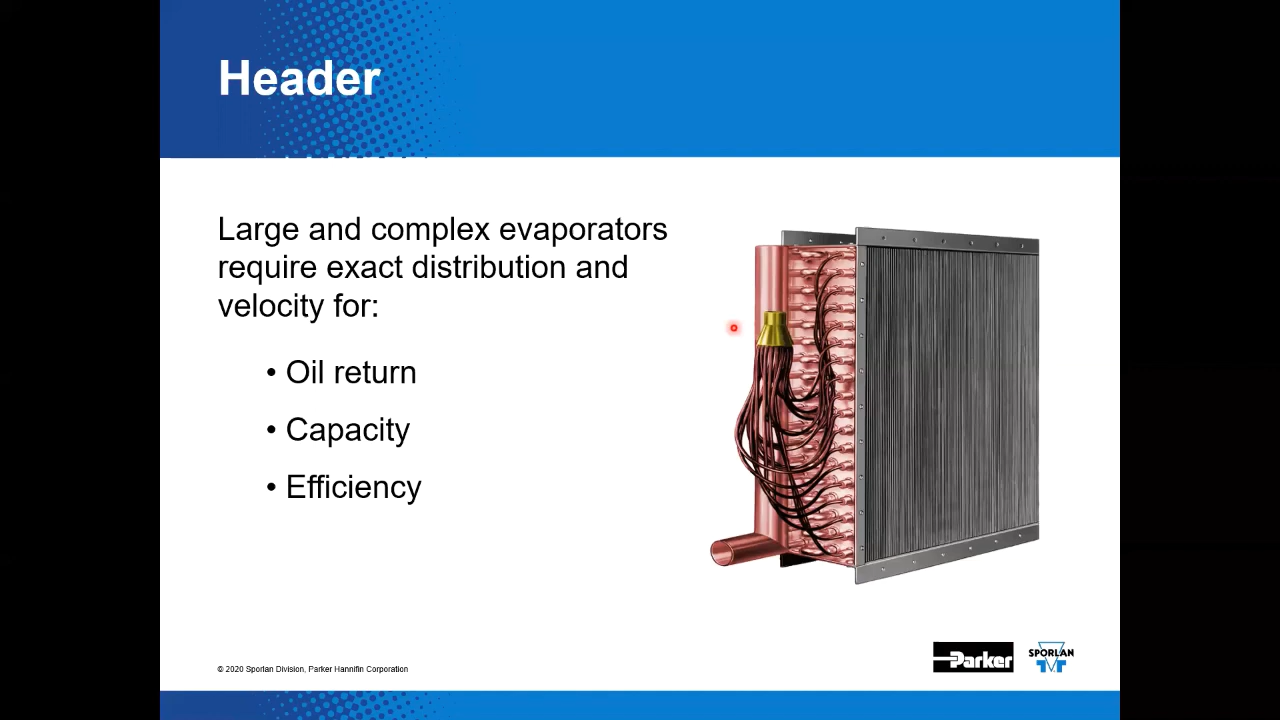 Header
Large and complex evaporators
require exact distribution and
velocity for:
• Oil return
• Capacity
• Efficiency
© 2020 Sporlan Division, Parker Hannifin Corporation
Parker
SPORLAN